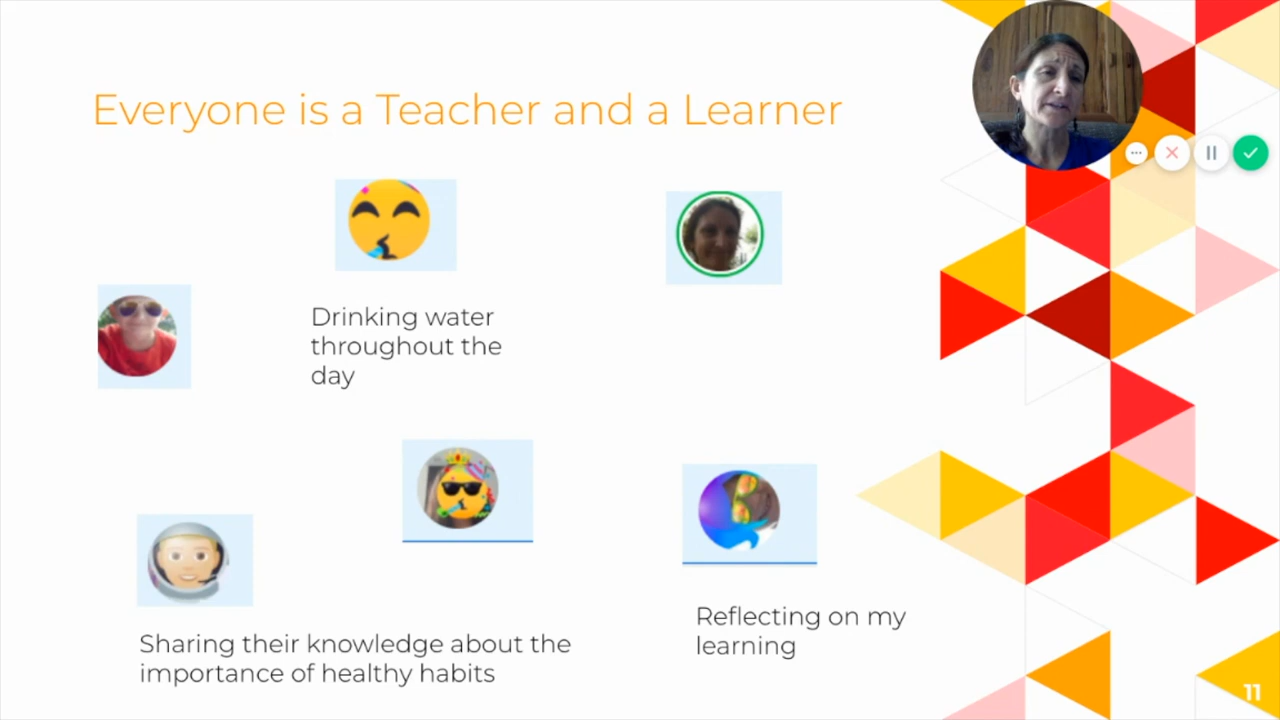 Everyone is a Teacher and a Learner
Drinking water
throughout the
day
Sharing their knowledge about the
importance of healthy habits
Reflecting on my
learning
11